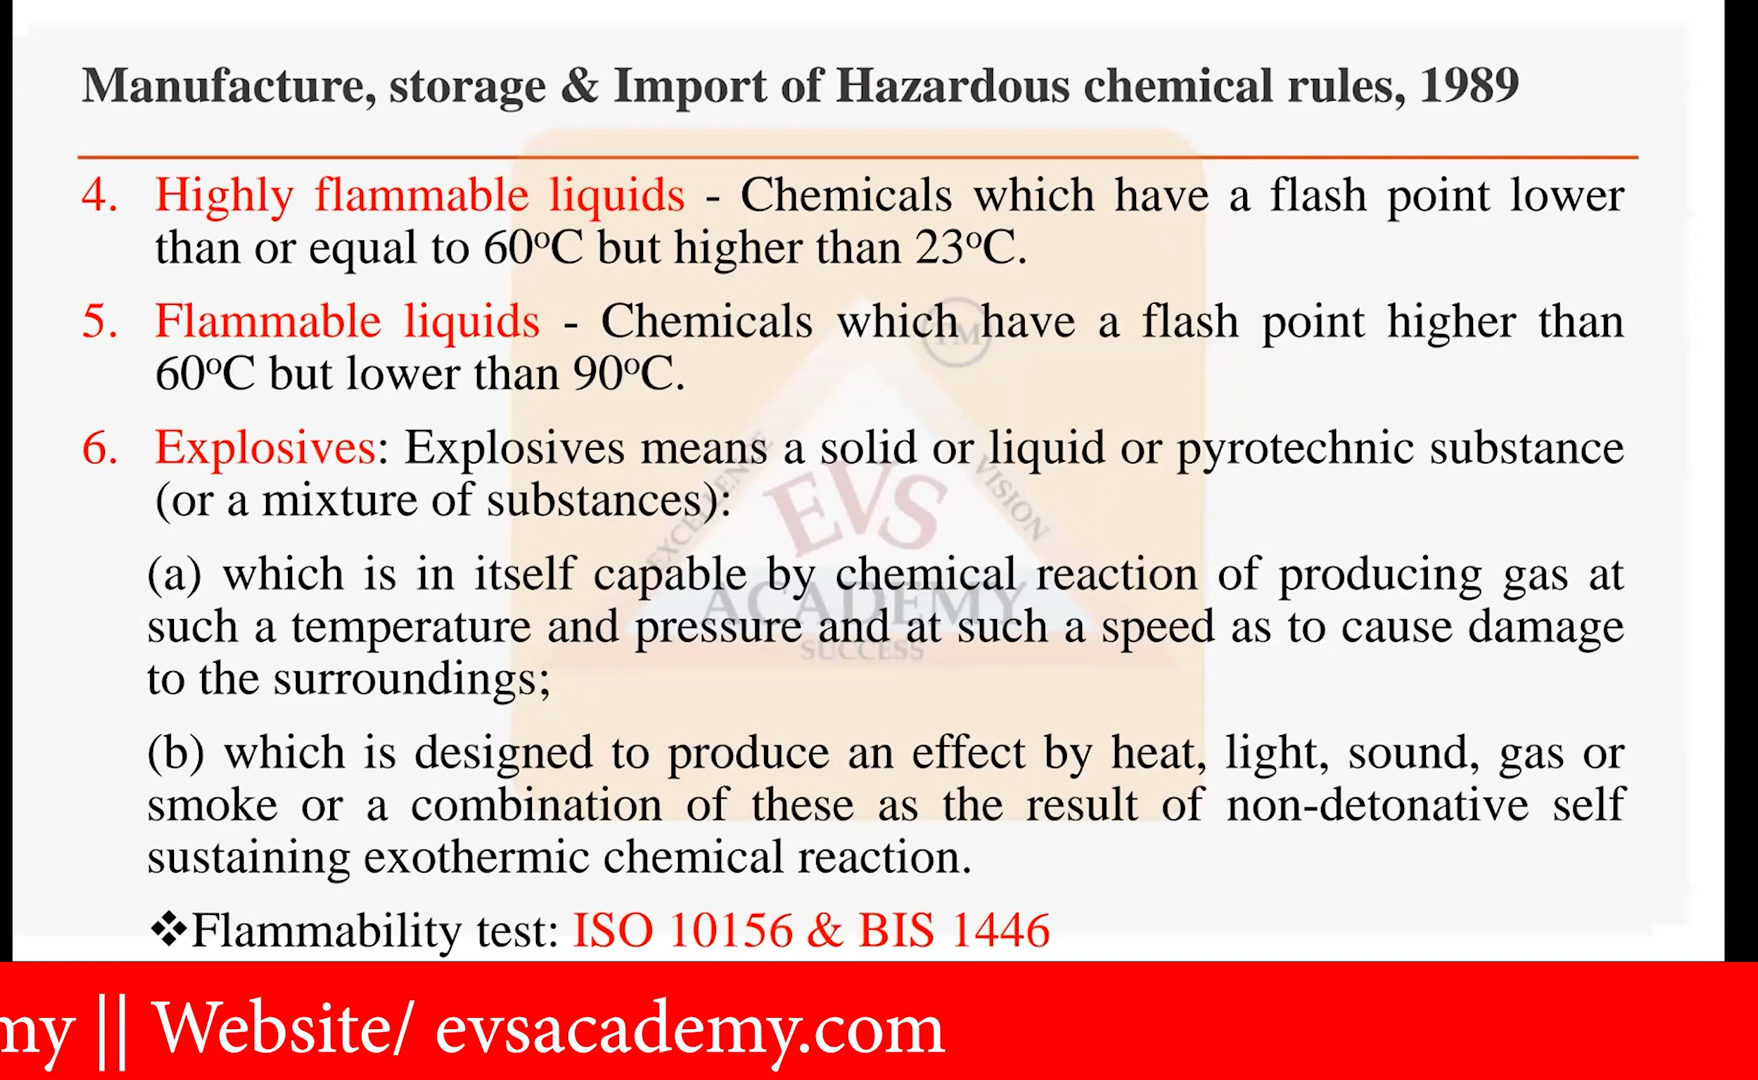 Manufacture, storage & Import of Hazardous chemical rules, 1989
4. Highly flammable liquids - Chemicals which have a flash point lower
than or equal to 60°C but higher than 23°C.
5. Flammable liquids - Chemicals which have a flash point higher than
60°C but lower than 90°C.
6. Explosives: Explosives means a solid or liquid or pyrotechnic substance
(or a mixture of substances):
(a) which is in itself capable by chemical reaction of producing gas at
such a temperature and pressure and at such a speed as to cause damage
to the surroundings;
(b) which is designed to produce an effect by heat, light, sound, gas or
smoke or a combination of these as the result of non-detonative self
sustaining exothermic chemical reaction.
❖Flammability test: ISO 10156 & BIS 1446
TM
EXCELLENCE
VISION
EVS
ACADEMY
SUCCESS
my || Website/ evsacademy.com